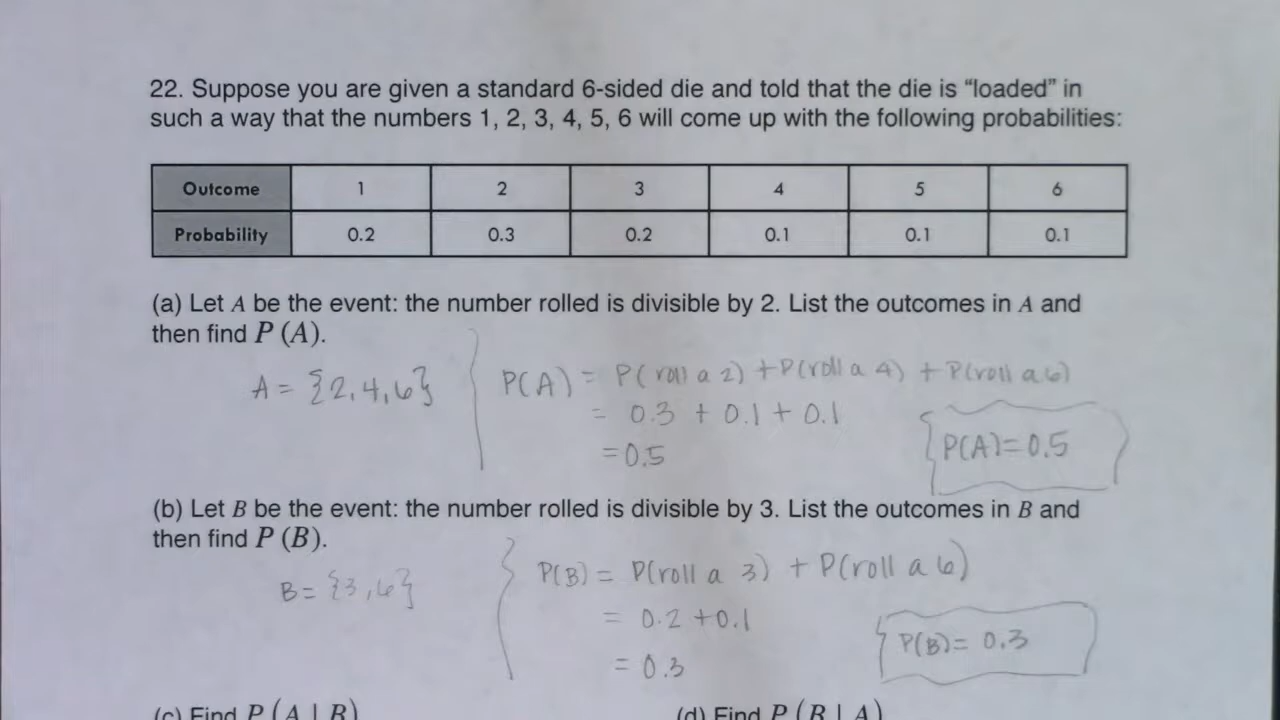 22. Suppose you are given a standard 6-sided die and told that the die is “loaded” in
such a way that the numbers 1, 2, 3, 4, 5, 6 will come up with the following probabilities:
Outcome 1 2 3 4 5 6
Probability 0.2 0.3 0.2 0.1 0.1 0.1
(a) Let A be the event: the number rolled is divisible by 2. List the outcomes in A and
then find P (A).
A = {2,4,6}
P(A) = P(roll a 2) + P(roll a 4) + P(roll a 6)
= 0.3 + 0.1 + 0.1
= 0.5
P(A) = 0.5
(b) Let B be the event: the number rolled is divisible by 3. List the outcomes in B and
then find P (B).
B = {3,6}
P(B) = P(roll a 3) + P(roll a 6)
= 0.2 + 0.1
= 0.3
P(B) = 0.3
(c) Find P (A | B)
(d) Find P (B | A)